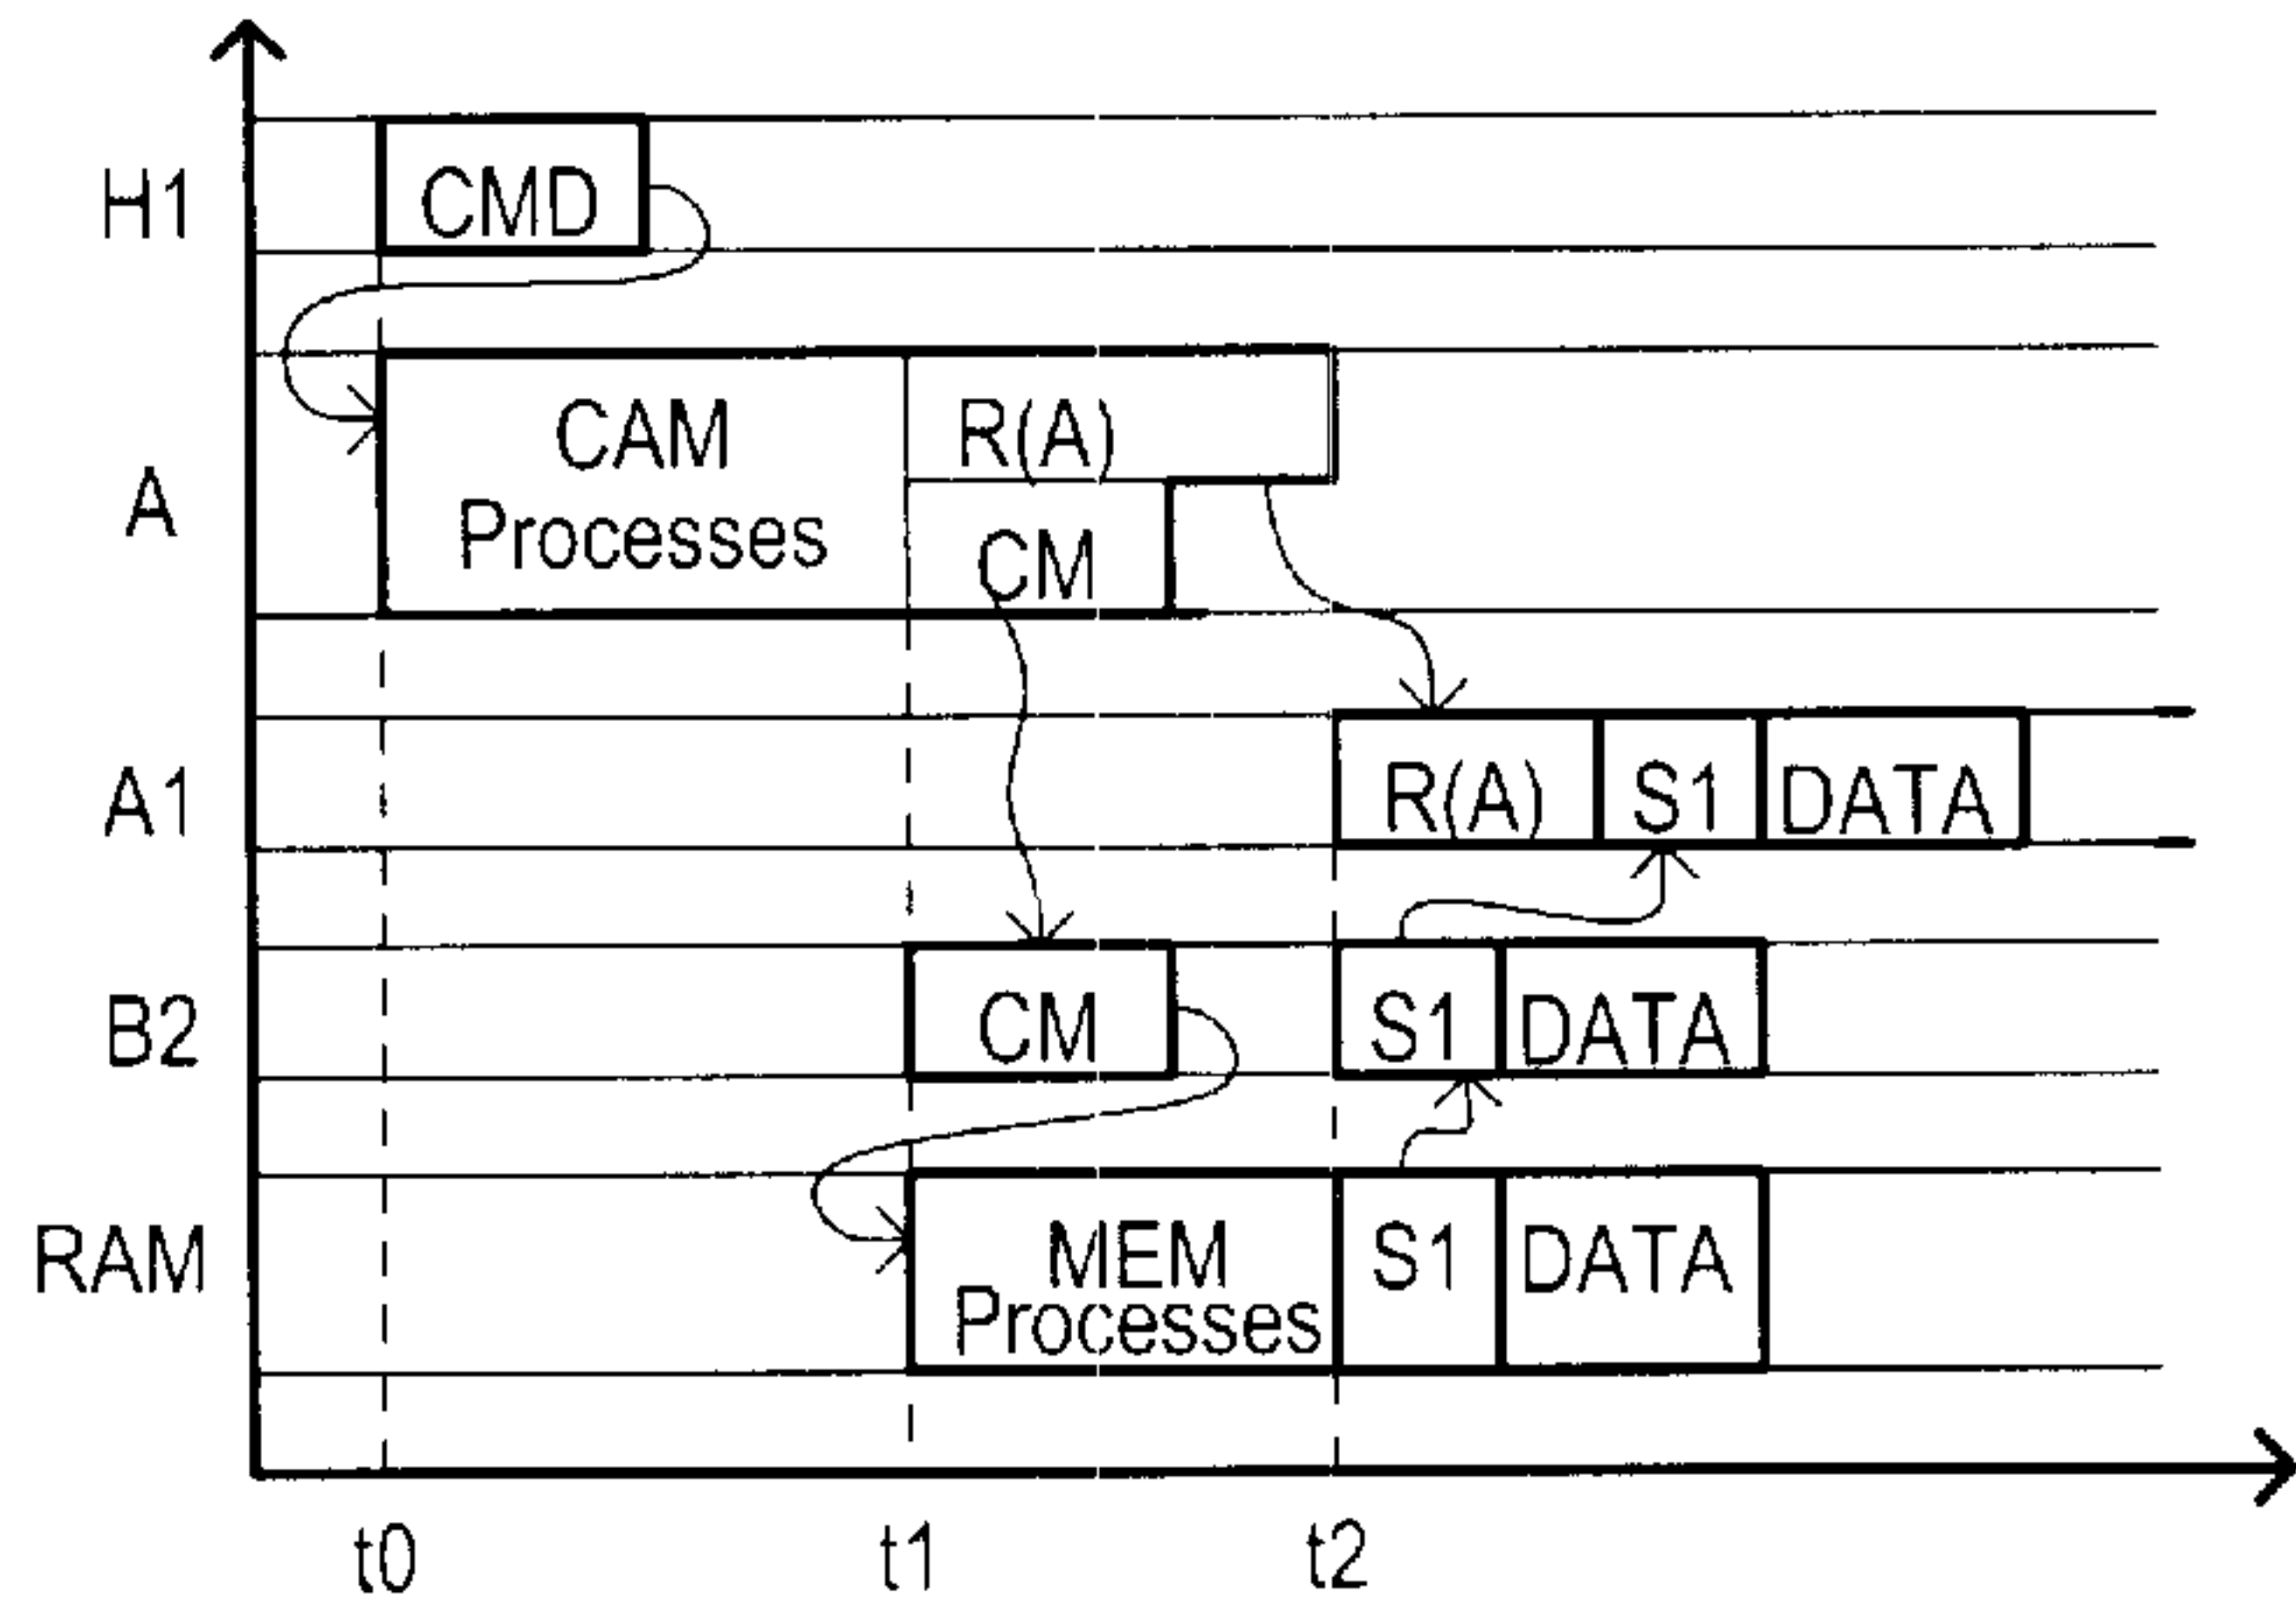 H1
CMD
A
CAM
Processes
R(A)
CM
A1
R(A)
S1
DATA
B2
CM
S1
DATA
RAM
MEM
Processes
S1
DATA
t0
t1
t2